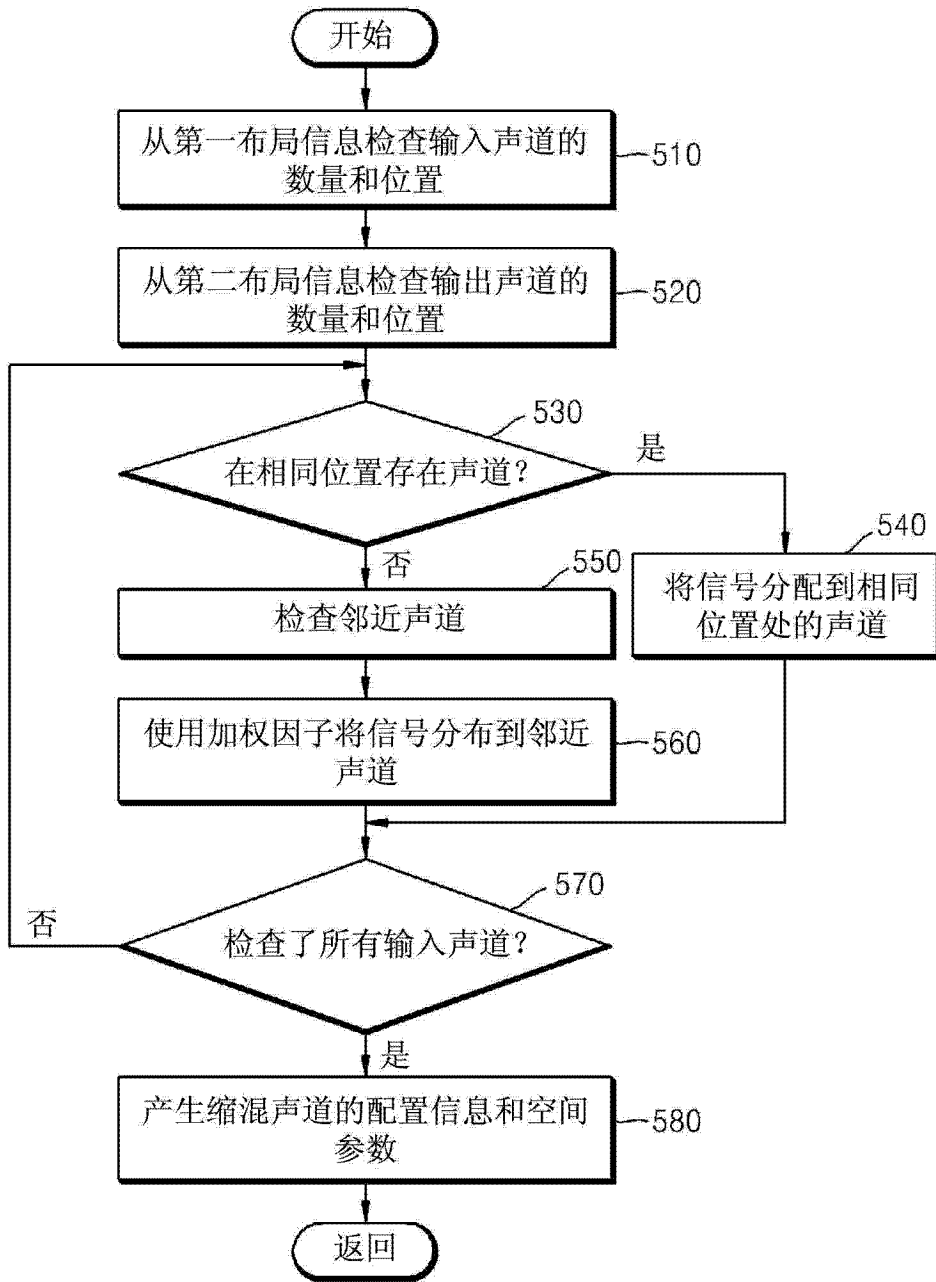 开始
从第一布局信息检查输入声道的
数量和位置
510
从第二布局信息检查输出声道的
数量和位置
520
530
在相同位置存在声道?
是
540
将信号分配到相同
位置处的声道
否
550
检查邻近声道
使用加权因子将信号分布到邻近
声道
560
570
检查了所有输入声道?
否
是
产生缩混声道的配置信息和空间
参数
580
返回